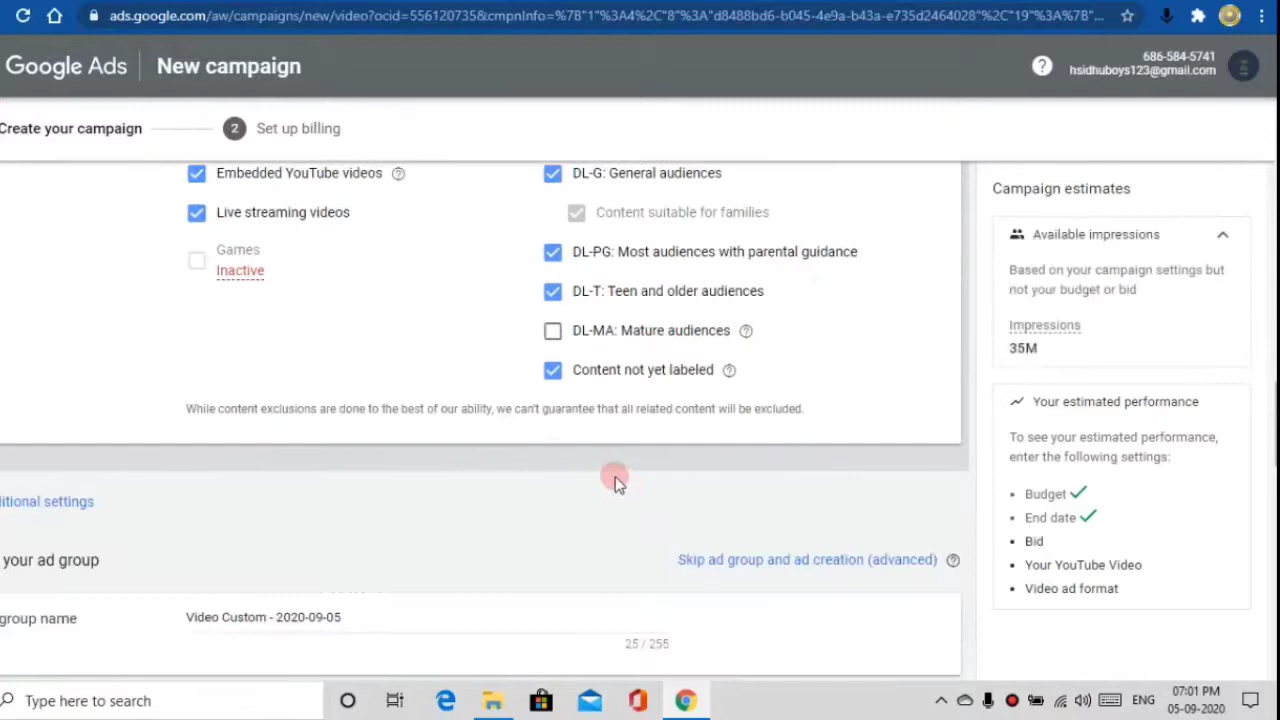 ads.google.com/aw/campaigns/new/video?ocid=556120735&cmpnInfo=%7B"1"%3A4%2C"8"%3A"d8488bd6-b045-4e9a-b43a-e735d2464028"%2C"19"%3A%7B"...
Google Ads
New campaign
686-584-5741
hsidhuboys123@gmail.com
Create your campaign
2
Set up billing
Embedded YouTube videos
DL-G: General audiences
Live streaming videos
Content suitable for families
Games
Inactive
DL-PG: Most audiences with parental guidance
DL-T: Teen and older audiences
DL-MA: Mature audiences
Content not yet labeled
While content exclusions are done to the best of our ability, we can't guarantee that all related content will be excluded.
itional settings
your ad group
Skip ad group and ad creation (advanced)
group name
Video Custom - 2020-09-05
25 / 255
Campaign estimates
Available impressions
Based on your campaign settings but
not your budget or bid
Impressions
35M
Your estimated performance
To see your estimated performance,
enter the following settings:
• Budget
• End date
• Bid
• Your YouTube Video
• Video ad format
Type here to search
ENG
07:01 PM
05-09-2020